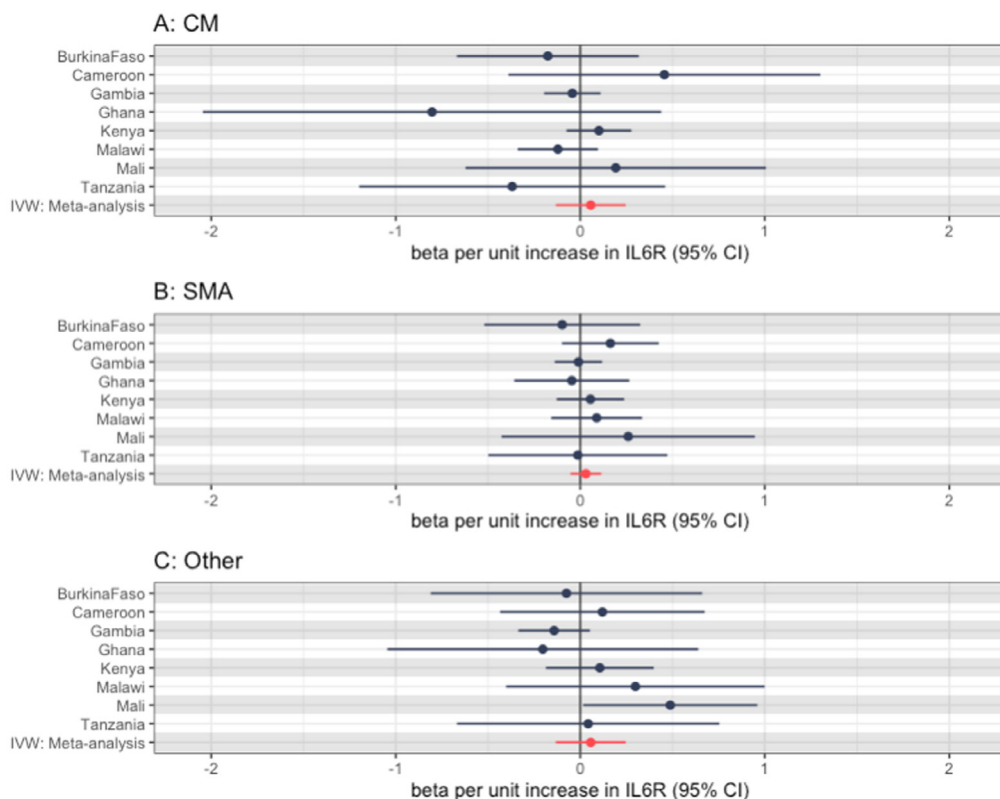 A: CM
BurkinaFaso
Cameroon
Gambia
Ghana
Kenya
Malawi
Mali
Tanzania
IVW: Meta-analysis
-2 -1 0 1 2
beta per unit increase in IL6R (95% CI)
B: SMA
BurkinaFaso
Cameroon
Gambia
Ghana
Kenya
Malawi
Mali
Tanzania
IVW: Meta-analysis
-2 -1 0 1 2
beta per unit increase in IL6R (95% CI)
C: Other
BurkinaFaso
Cameroon
Gambia
Ghana
Kenya
Malawi
Mali
Tanzania
IVW: Meta-analysis
-2 -1 0 1 2
beta per unit increase in IL6R (95% CI)